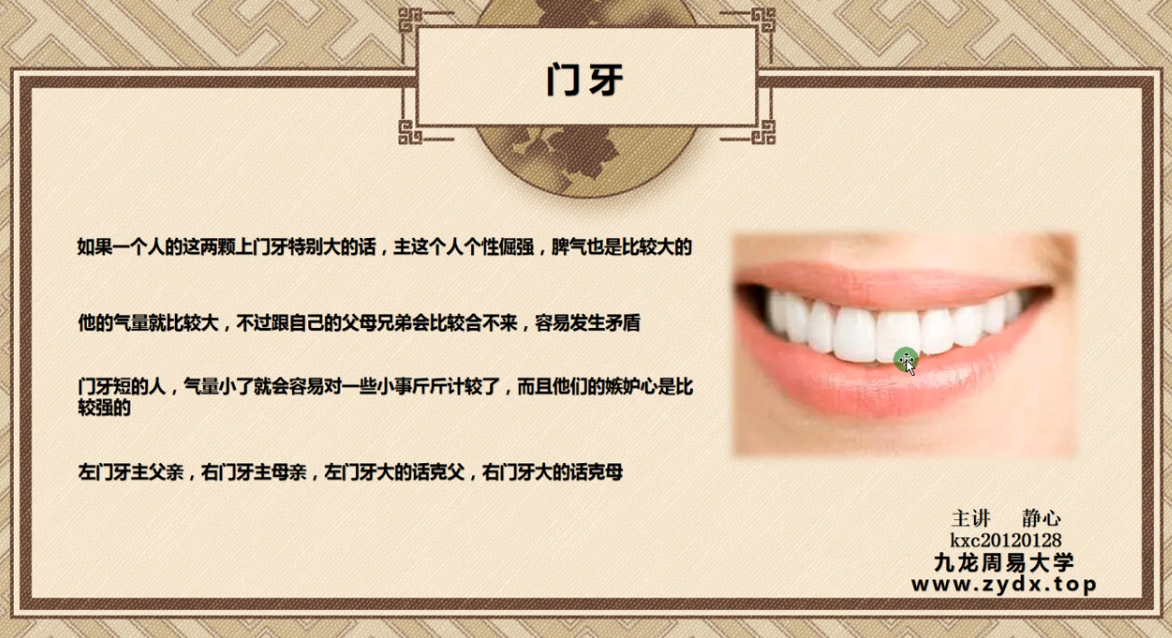 门牙
如果一个人的这两颗上门牙特别大的话，主这个人个性倔强，脾气也是比较大的
他的气量就比较大，不过跟自己的父母兄弟会比较合不来，容易发生矛盾
门牙短的人，气量小了就会容易对一些小事斤斤计较了，而且他们的嫉妒心是比
较强的
左门牙主父亲，右门牙主母亲，左门牙大的话克父，右门牙大的话克母
主讲 静心
kxc20120128
九龙周易大学
www.zydx.top